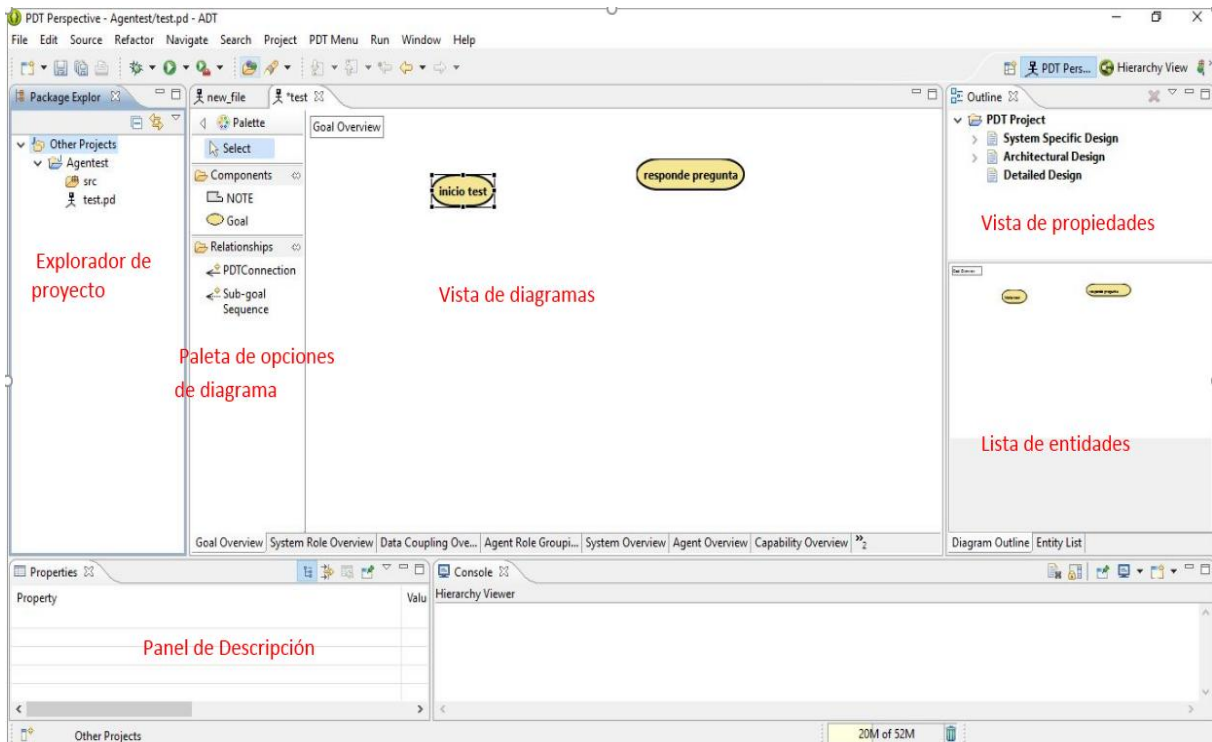 PDT Perspective - Agentest/test.pd - ADT
File Edit Source Refactor Navigate Search Project PDT Menu Run Window Help
PDT Pers... Hierarchy View
Package Explor
Other Projects
Agentest
src
test.pd
Explorador de
proyecto
new_file *test
Palette
Select
Components
NOTE
Goal
Relationships
PDTConnection
Sub-goal
Sequence
Paleta de opciones
de diagrama
Goal Overview
inicio test
responde pregunta
Vista de diagramas
Goal Overview System Role Overview Data Coupling Ove... Agent Role Groupi... System Overview Agent Overview Capability Overview »2
Outline
PDT Project
System Specific Design
Architectural Design
Detailed Design
Vista de propiedades
Lista de entidades
Diagram Outline Entity List
Properties
Property Valu
Panel de Descripción
Console
Hierarchy Viewer
Other Projects
20M of 52M